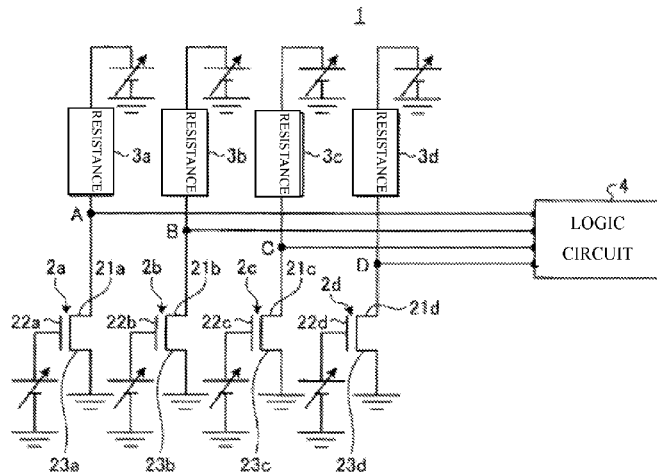 1
RESISTANCE
RESISTANCE
RESISTANCE
RESISTANCE
3a
3b
3c
3d
4
LOGIC
CIRCUIT
A
B
C
D
2a
21a
2b
21b
2c
21c
2d
21d
22a
22b
22c
22d
23a
23b
23c
23d